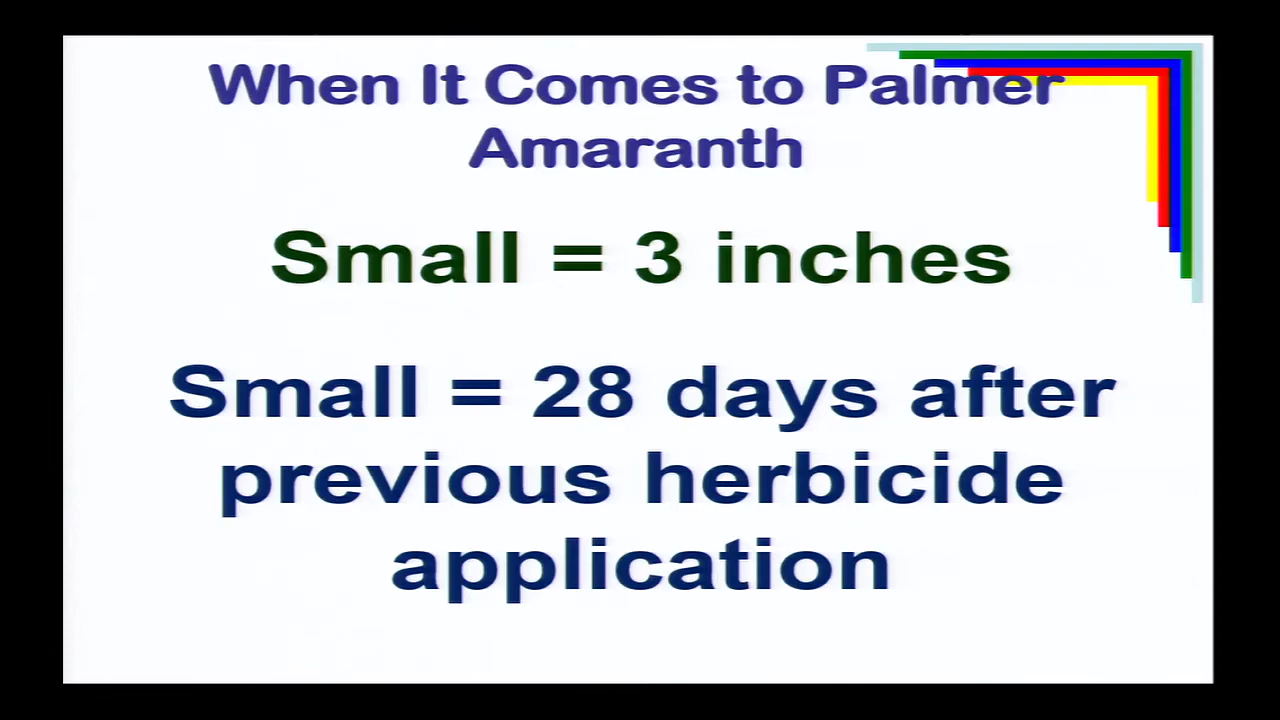 When It Comes to Palmer
Amaranth
Small = 3 inches
Small = 28 days after
previous herbicide
application